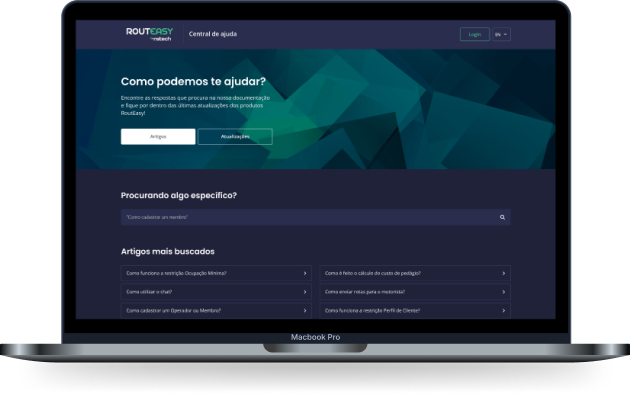 ROUTEASY
by nstech
Central de ajuda
Login
EN
Como podemos te ajudar?
Encontre as respostas que procura na nossa documentação
e fique por dentro das últimas atualizações dos produtos
RoutEasy!
Artigos
Atualizações
Procurando algo específico?
"Como cadastrar um membro"
Artigos mais buscados
Como funciona a restrição Ocupação Mínima?
Como é feito o cálculo do custo de pedágio?
Como utilizar o chat?
Como enviar rotas para o motorista?
Como cadastrar um Operador ou Membro?
Como funciona a restrição Perfil de Cliente?
Macbook Pro